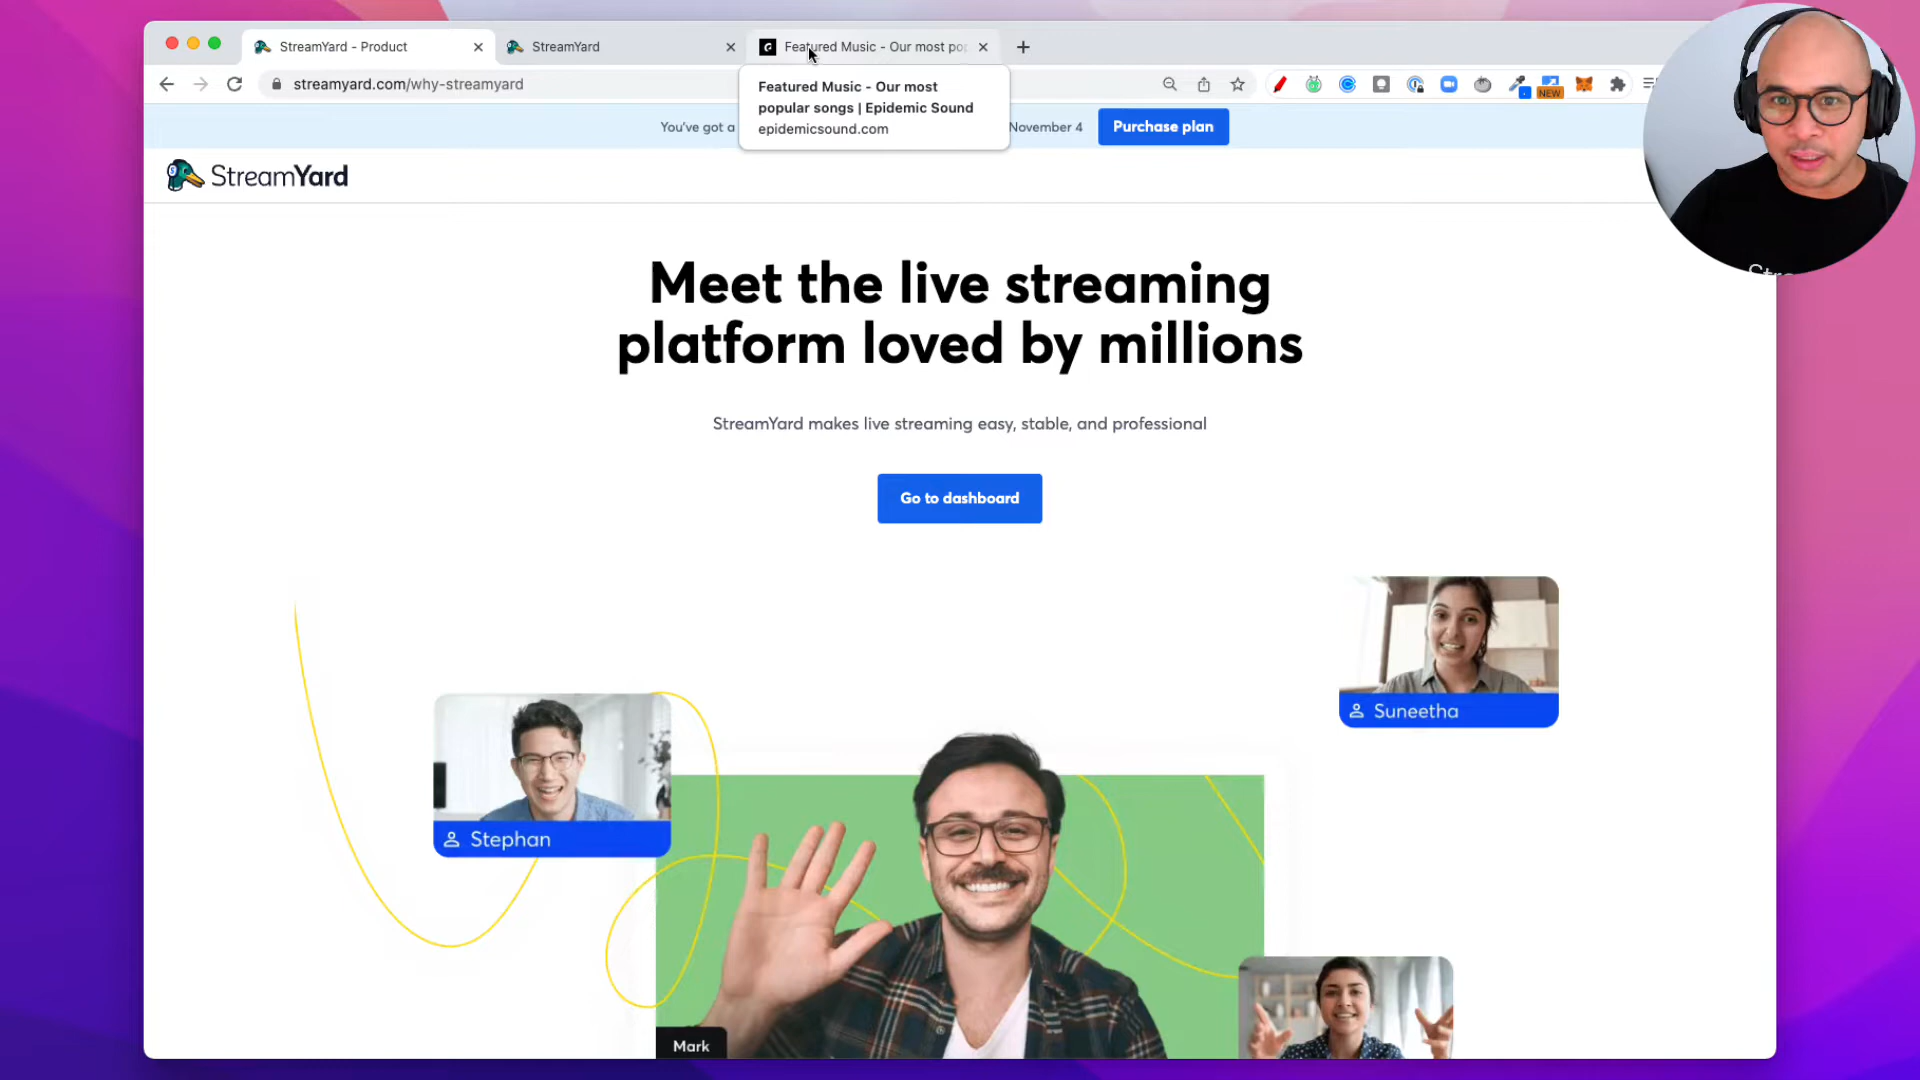 StreamYard - Product
StreamYard
Featured Music - Our most pop
streamyard.com/why-streamyard
NEW
Featured Music - Our most
popular songs | Epidemic Sound
epidemicsound.com
You've got a
November 4
Purchase plan
StreamYard
Meet the live streaming
platform loved by millions
StreamYard makes live streaming easy, stable, and professional
Go to dashboard
Suneetha
Stephan
Mark